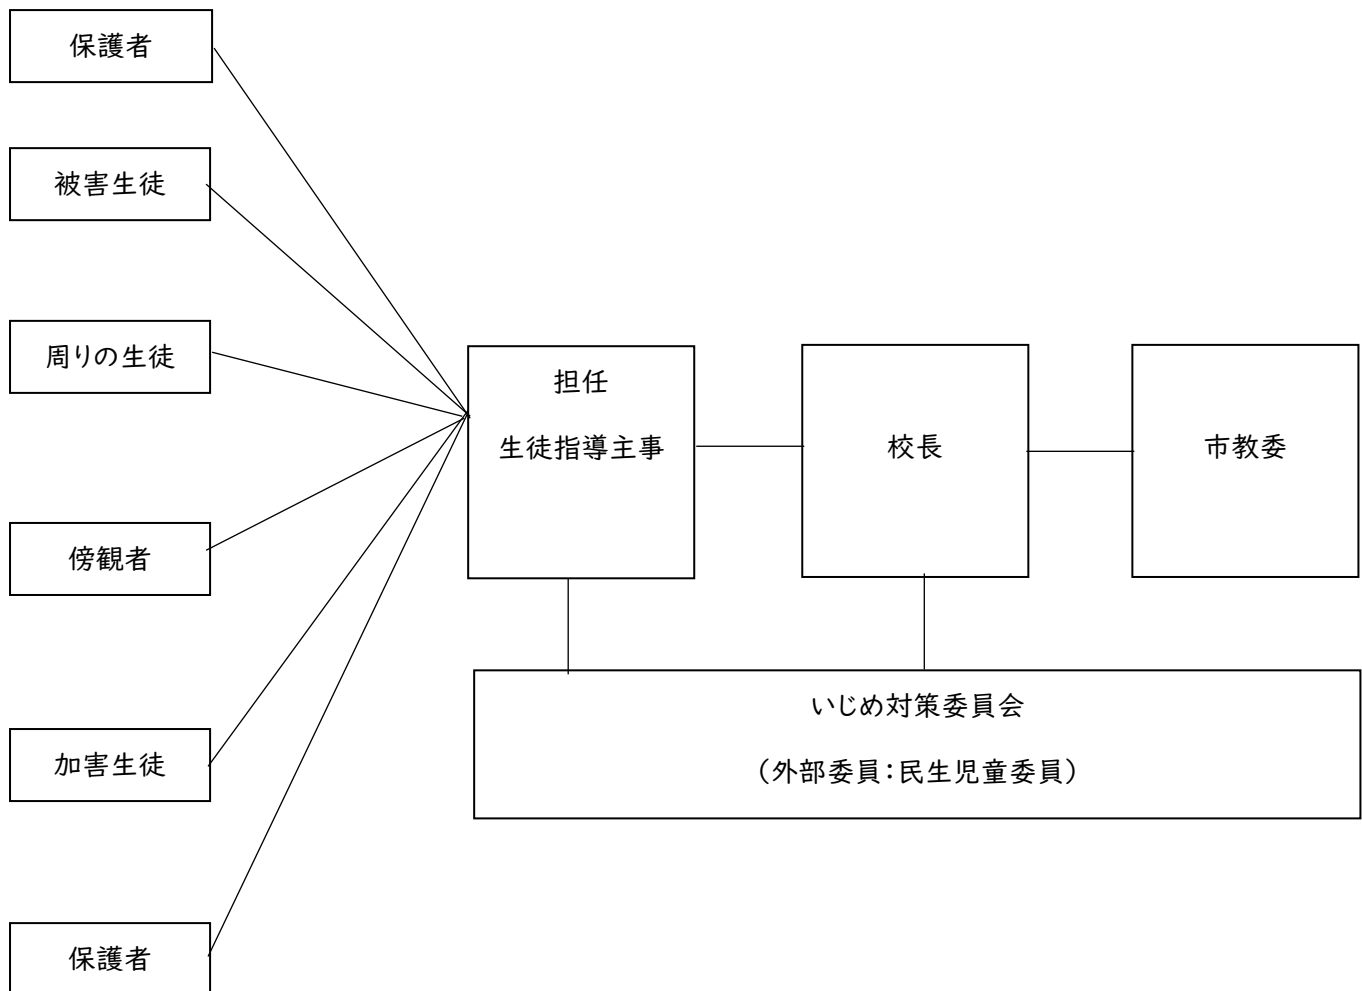 保護者
被害生徒
周りの生徒
傍観者
加害生徒
保護者
担任
生徒指導主事
校長
市教委
いじめ対策委員会
（外部委員：民生児童委員）